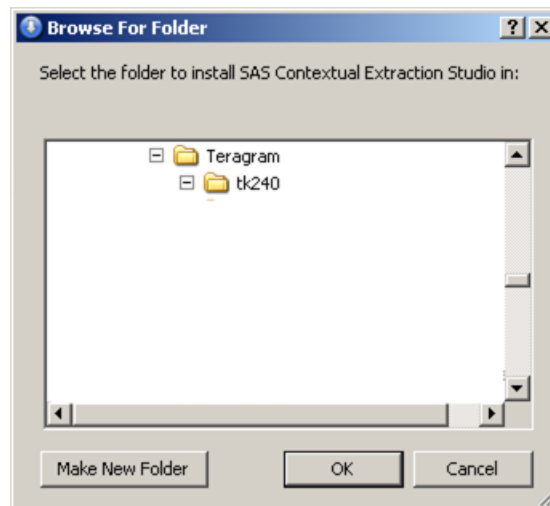 Browse For Folder
Select the folder to install SAS Contextual Extraction Studio in:
Teragram
tk240
Make New Folder OK Cancel